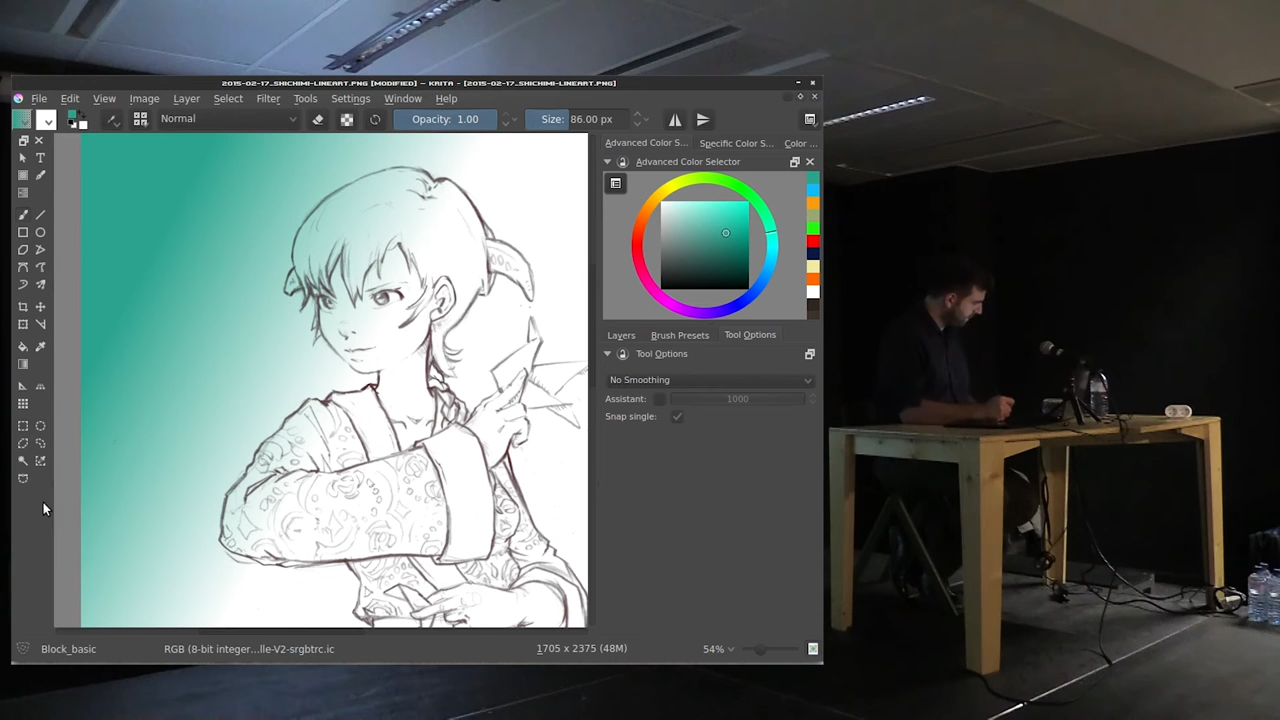 2015-02-17_SHICHIMI-LINEART.PNG [MODIFIED] ~ KRITA - [2015-02-17_SHICHIMI-LINEART.PNG]
File Edit View Image Layer Select Filter Tools Settings Window Help
Normal Opacity: 1.00 Size: 86.00 px
Advanced Color S... Specific Color S... Color ...
Advanced Color Selector
Layers Brush Presets Tool Options
Tool Options
No Smoothing
Assistant: 1000
Snap single:
Block_basic RGB (8-bit integer...lle-V2-srgbtrc.ic 1705 x 2375 (48M) 54%